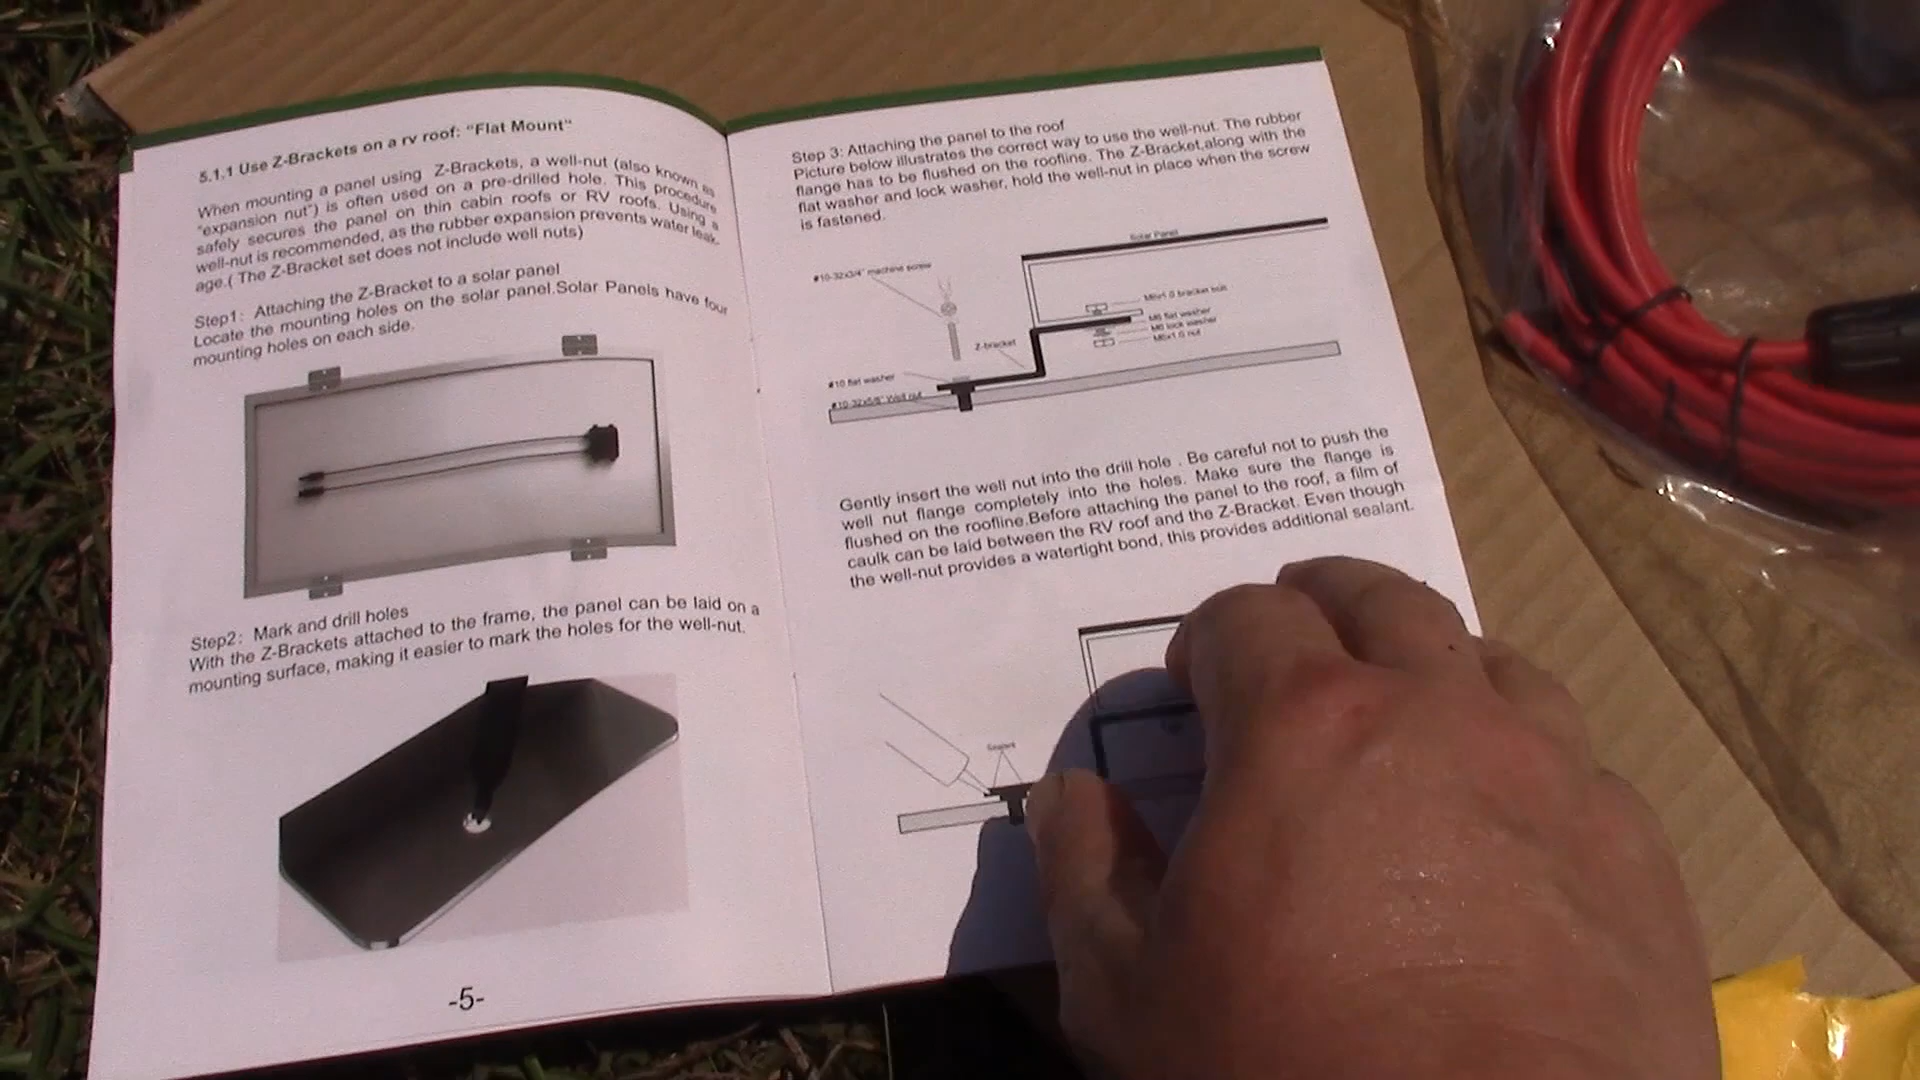 5.1.1 Use Z-Brackets on a rv roof: "Flat Mount"
When mounting a panel using Z-Brackets, a well-nut (also known as
"expansion nut") is often used on a pre-drilled hole. This procedure
safely secures the panel on thin cabin roofs or RV roofs. Using a
well-nut is recommended, as the rubber expansion prevents water leak-
age.( The Z-Bracket set does not include well nuts)
Step1: Attaching the Z-Bracket to a solar panel
Locate the mounting holes on the solar panel.Solar Panels have four
mounting holes on each side.
Step2: Mark and drill holes
With the Z-Brackets attached to the frame, the panel can be laid on a
mounting surface, making it easier to mark the holes for the well-nut.
-5-
Step 3: Attaching the panel to the roof
Picture below illustrates the correct way to use the well-nut. The rubber
flange has to be flushed on the roofline. The Z-Bracket,along with the
flat washer and lock washer, hold the well-nut in place when the screw
is fastened.
Solar Panel
#10-32x3/4" machine screw
M6x1.0 bracket bolt
M6 flat washer
M6 lock washer
M6x1.0 nut
Z-bracket
#10 flat washer
#10-32x5/8" Well nut
Gently insert the well nut into the drill hole . Be careful not to push the
well nut flange completely into the holes. Make sure the flange is
flushed on the roofline.Before attaching the panel to the roof, a film of
caulk can be laid between the RV roof and the Z-Bracket. Even though
the well-nut provides a watertight bond, this provides additional sealant.
Sealant